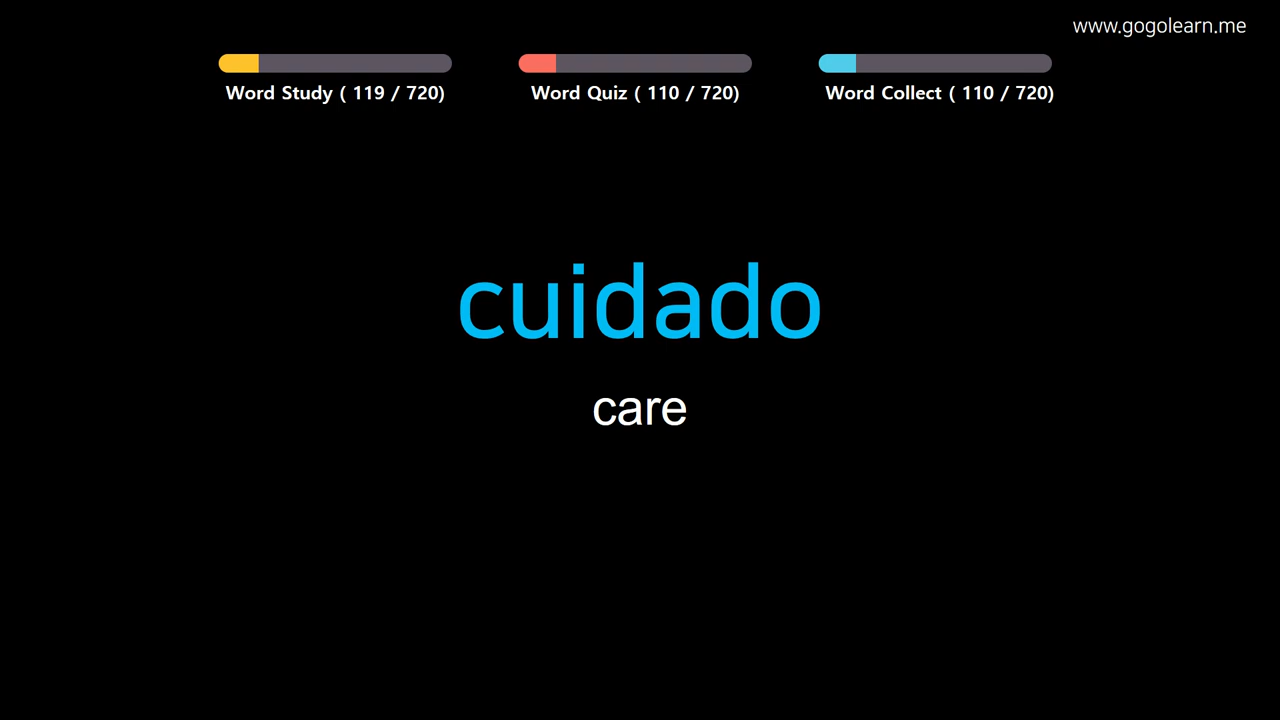 www.gogolearn.me
Word Study ( 119 / 720)
Word Quiz ( 110 / 720)
Word Collect ( 110 / 720)
cuidado
care